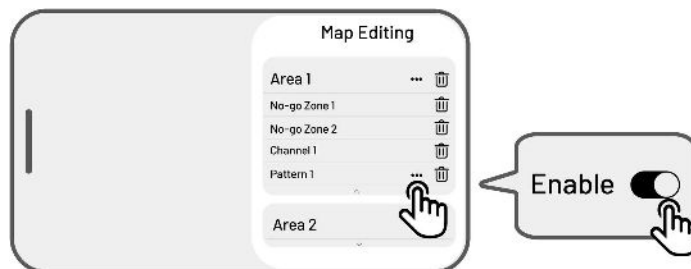 Map Editing
Area 1
No-go Zone 1
No-go Zone 2
Channel 1
Pattern 1
Area 2
Enable